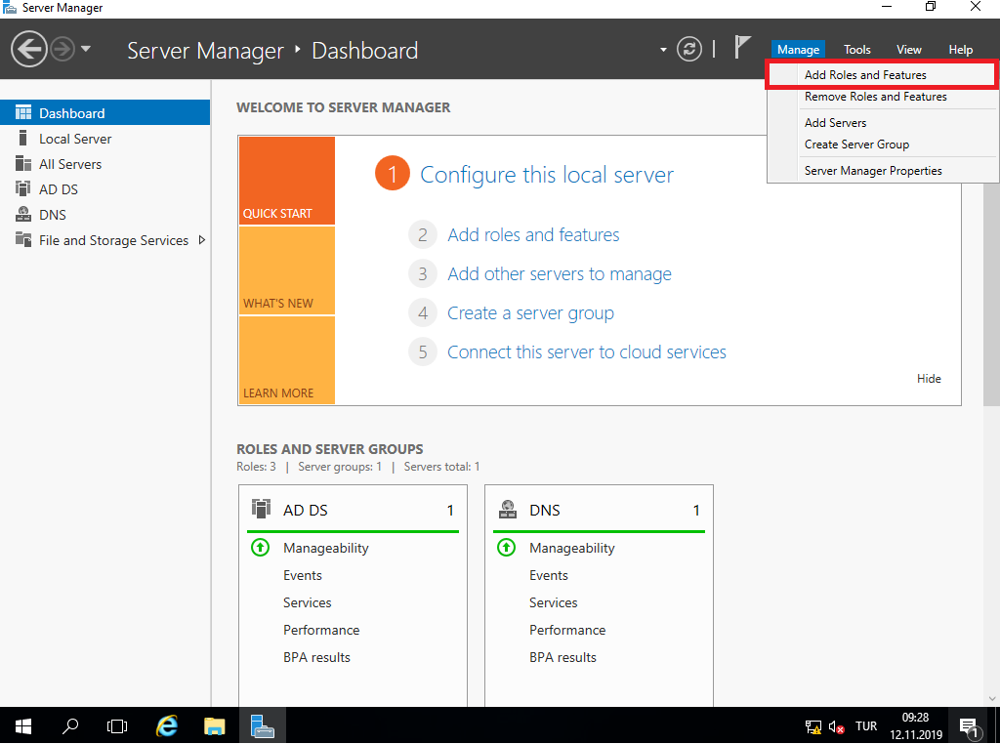 Server Manager
Server Manager ‣ Dashboard
Manage Tools View Help
Add Roles and Features
Remove Roles and Features
Add Servers
Create Server Group
Server Manager Properties
Dashboard
Local Server
All Servers
AD DS
DNS
File and Storage Services
WELCOME TO SERVER MANAGER
QUICK START
WHAT'S NEW
LEARN MORE
1 Configure this local server
2 Add roles and features
3 Add other servers to manage
4 Create a server group
5 Connect this server to cloud services
Hide
ROLES AND SERVER GROUPS
Roles: 3 | Server groups: 1 | Servers total: 1
AD DS 1
Manageability
Events
Services
Performance
BPA results
DNS 1
Manageability
Events
Services
Performance
BPA results
TUR
09:28
12.11.2019
1